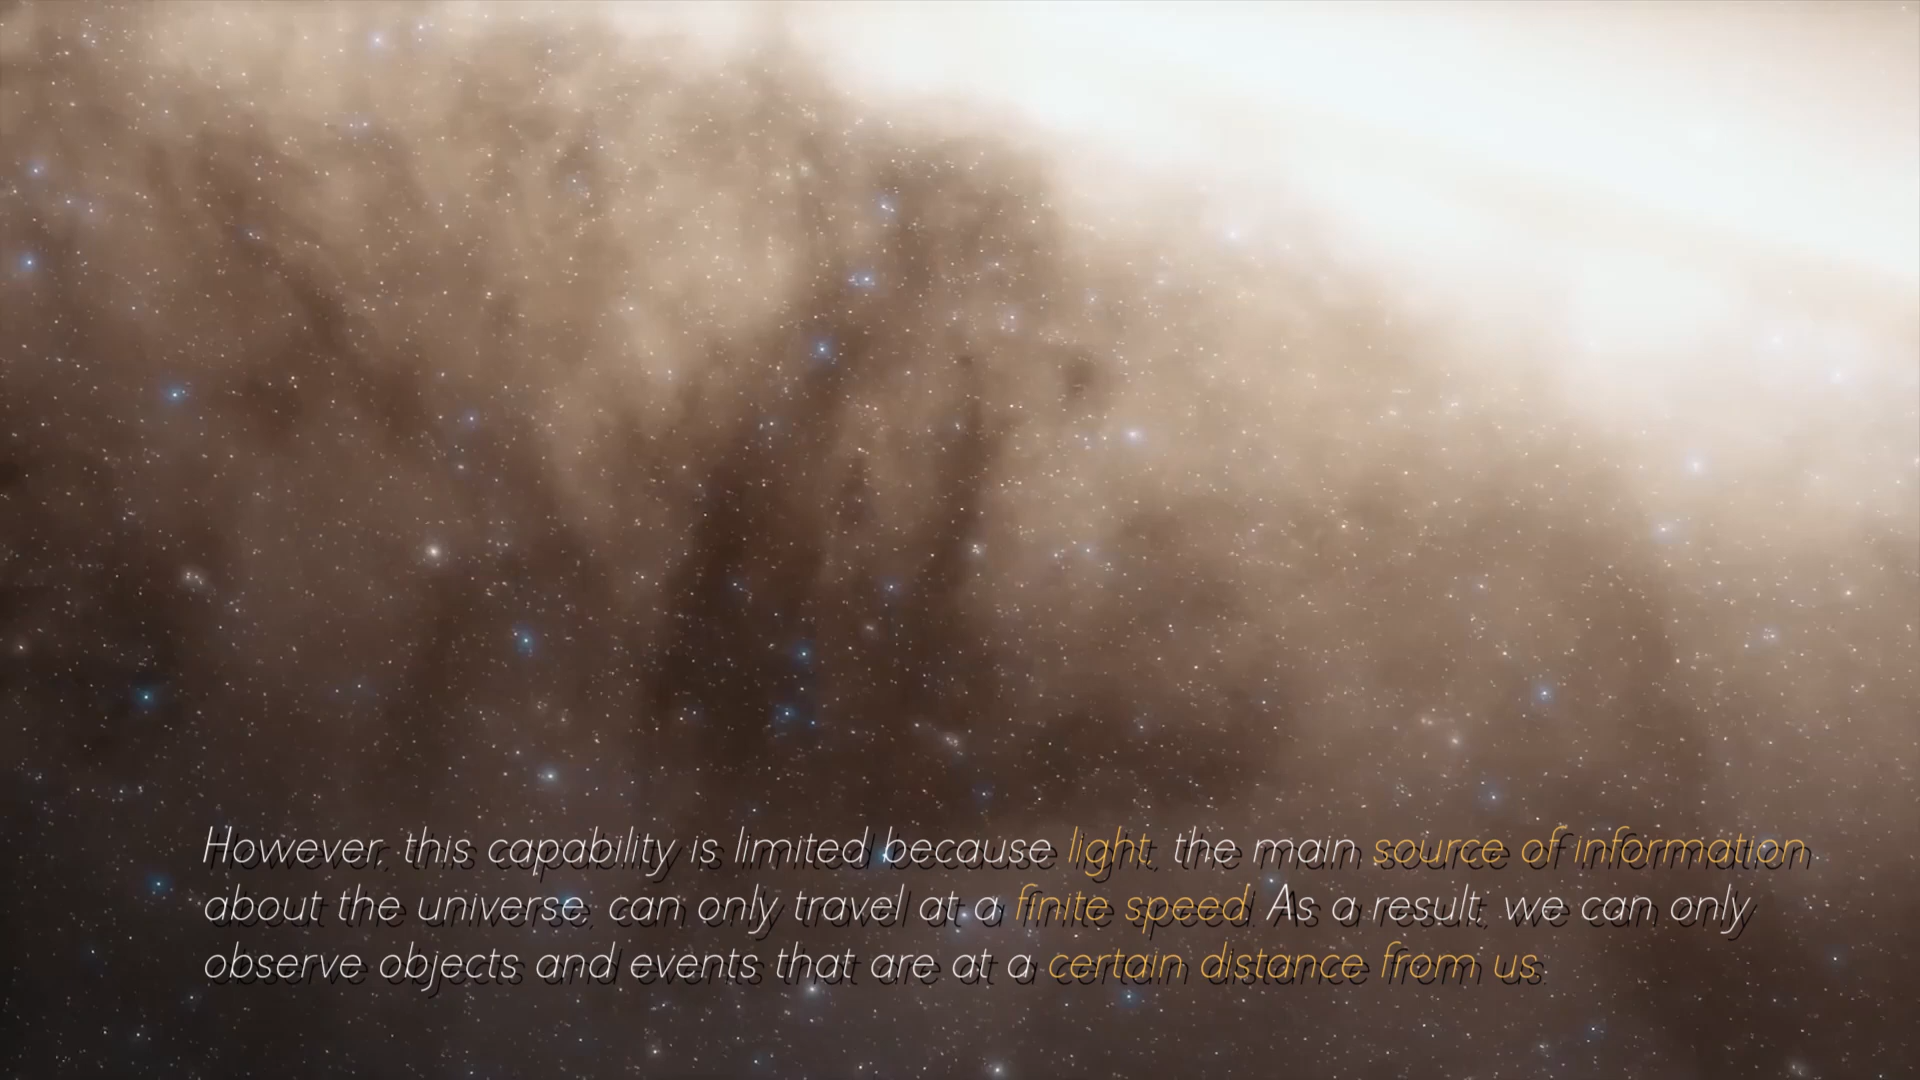 However, this capability is limited because light, the main source of information
about the universe, can only travel at a finite speed. As a result, we can only
observe objects and events that are at a certain distance from us.